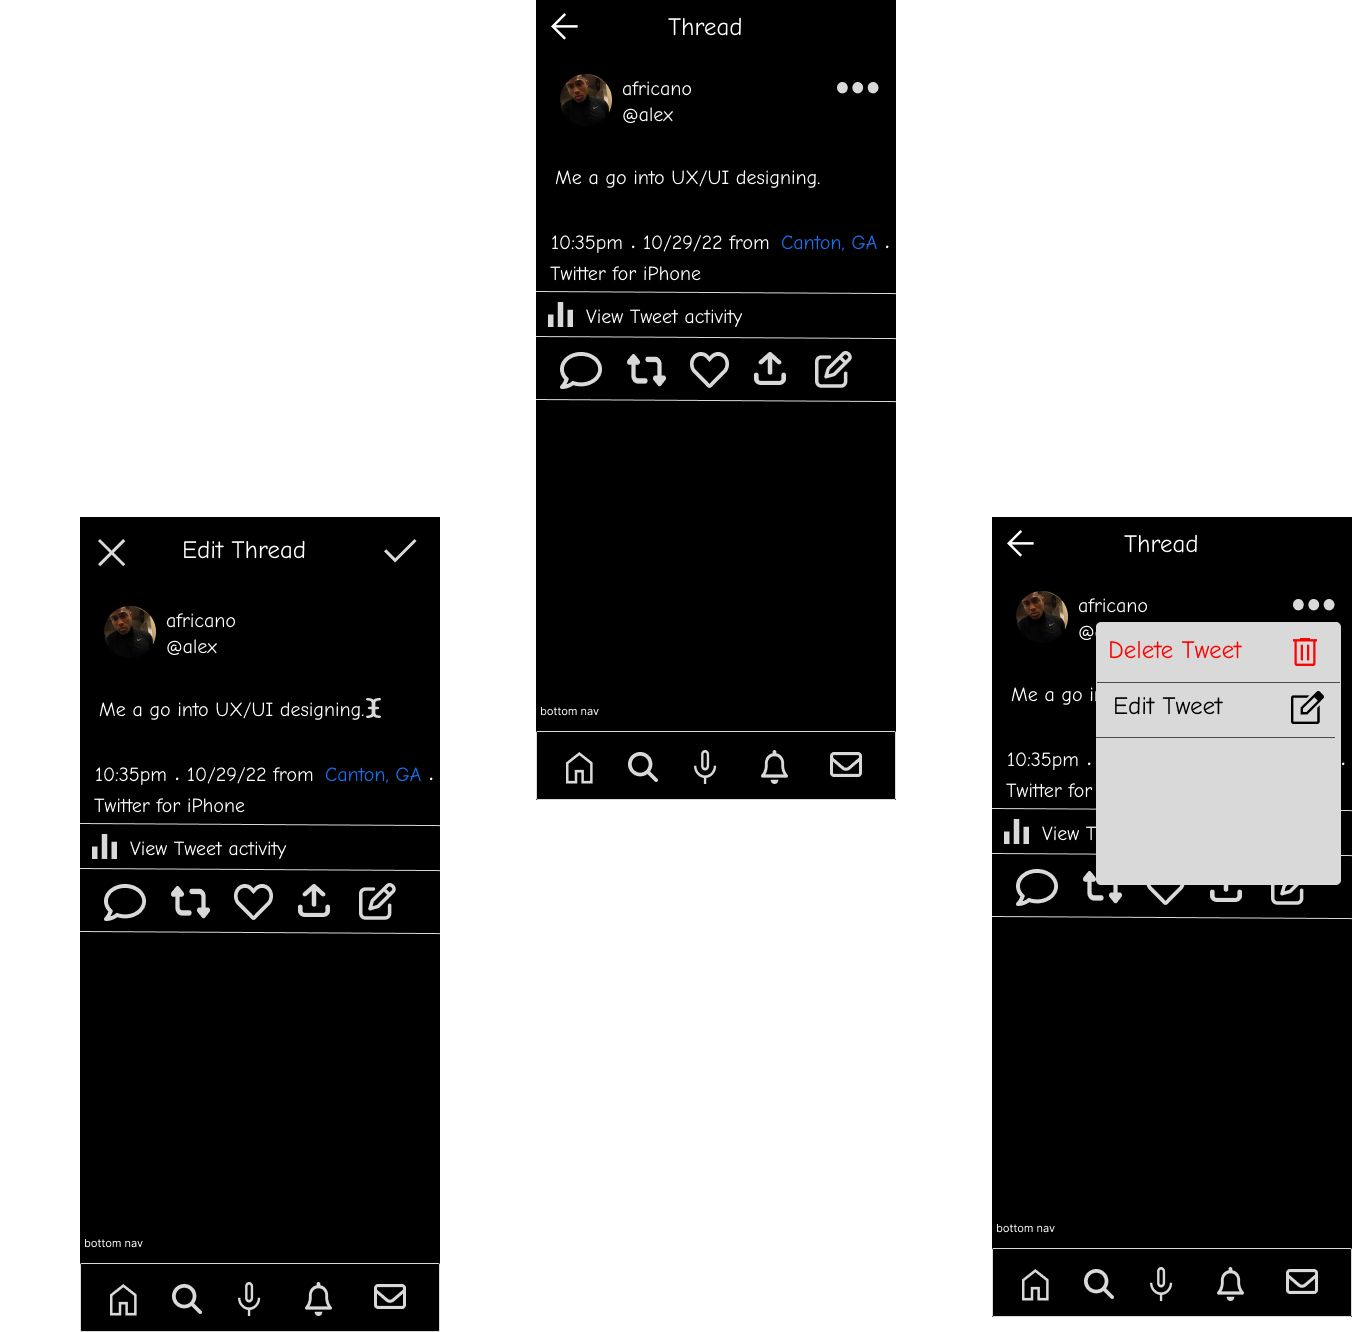 Thread
africano
@alex
Me a go into UX/UI designing.
10:35pm . 10/29/22 from Canton, GA .
Twitter for iPhone
View Tweet activity
bottom nav
Edit Thread
africano
@alex
Me a go into UX/UI designing.
10:35pm . 10/29/22 from Canton, GA .
Twitter for iPhone
View Tweet activity
bottom nav
Thread
africano
@
Delete Tweet
Me a go i
Edit Tweet
10:35pm . .
Twitter for
View T
bottom nav